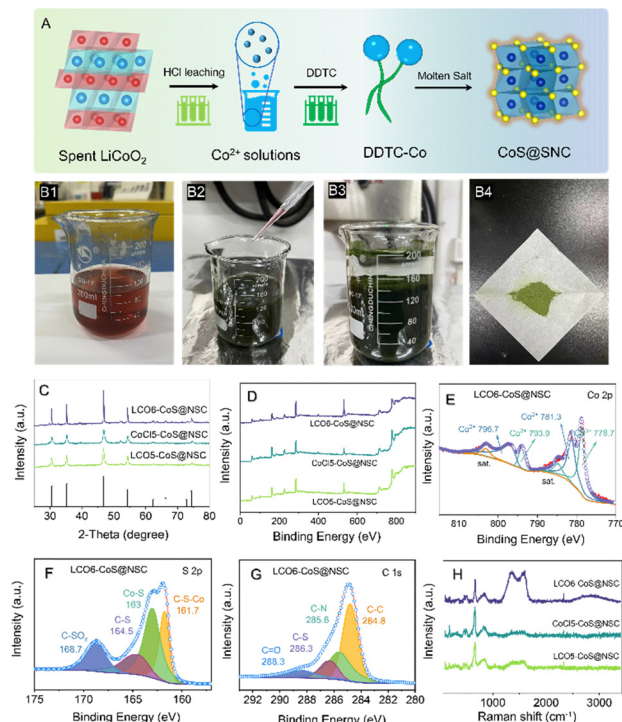 A
HCl leaching
DDTC
Molten Salt
Spent LiCoO₂
Co²⁺ solutions
DDTC-Co
CoS@SNC
B1
B2
B3
B4
200
160
120
80
40
C
LCO6-CoS@NSC
CoCl5-CoS@NSC
LCO5-CoS@NSC
Intensity (a.u.)
30 40 50 60 70 80
2-Theta (degree)
D
LCO6-CoS@NSC
CoCl5-CoS@NSC
LCO5-CoS@NSC
Intensity (a.u.)
0 200 400 600 800
Binding Energy (eV)
E
LCO6-CoS@NSC
Co 2p
Co²⁺ 781.3
Co²⁺ 793.9
778.7
sat.
sat.
Intensity (a.u.)
810 800 790 780 770
Binding Energy (eV)
F
LCO6-CoS@NSC
S 2p
Co-S
163
C-S-Co
161.7
C-S
164.5
C-SOₓ
168.7
Intensity (a.u.)
175 170 165 160
Binding Energy (eV)
G
LCO6-CoS@NSC
C 1s
C-N
285.6
C-C
284.8
C-S
286.3
C=O
288.3
Intensity (a.u.)
292 290 288 286 284 282 280
Binding Energy (eV)
H
LCO6 CoS@NSC
CoCl5-CoS@NSC
LCO5-CoS@NSC
Intensity (a.u.)
1000 2000 3000
Raman shift (cm⁻¹)